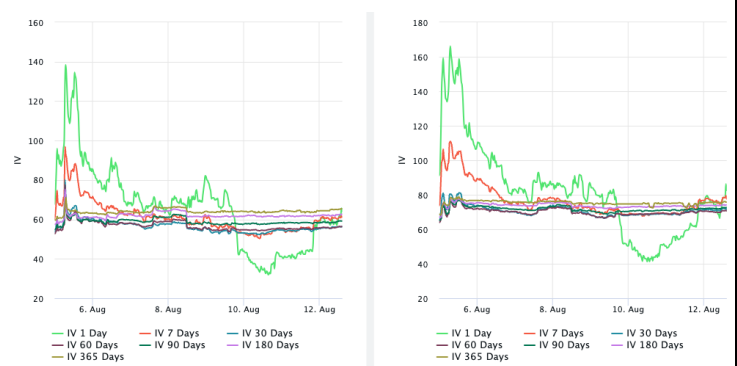 160
140
120
100
80
60
40
20
IV
6. Aug 8. Aug 10. Aug 12. Aug
IV 1 Day IV 7 Days IV 30 Days
IV 60 Days IV 90 Days IV 180 Days
IV 365 Days
180
160
140
120
100
80
60
40
20
IV
6. Aug 8. Aug 10. Aug 12. Aug
IV 1 Day IV 7 Days IV 30 Days
IV 60 Days IV 90 Days IV 180 Days
IV 365 Days